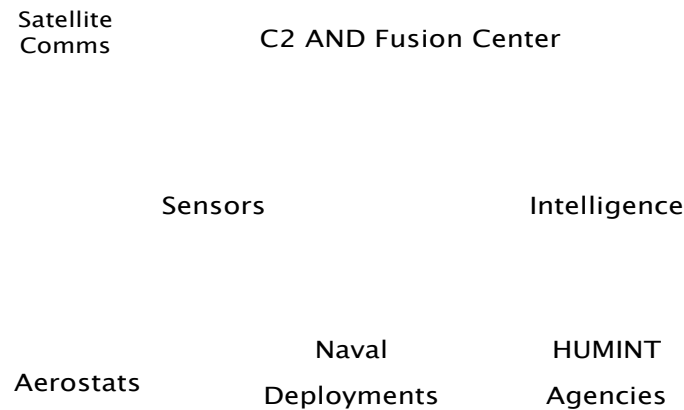 Satellite
Comms
C2 AND Fusion Center
Sensors
Intelligence
Naval
Deployments
HUMINT
Agencies
Aerostats